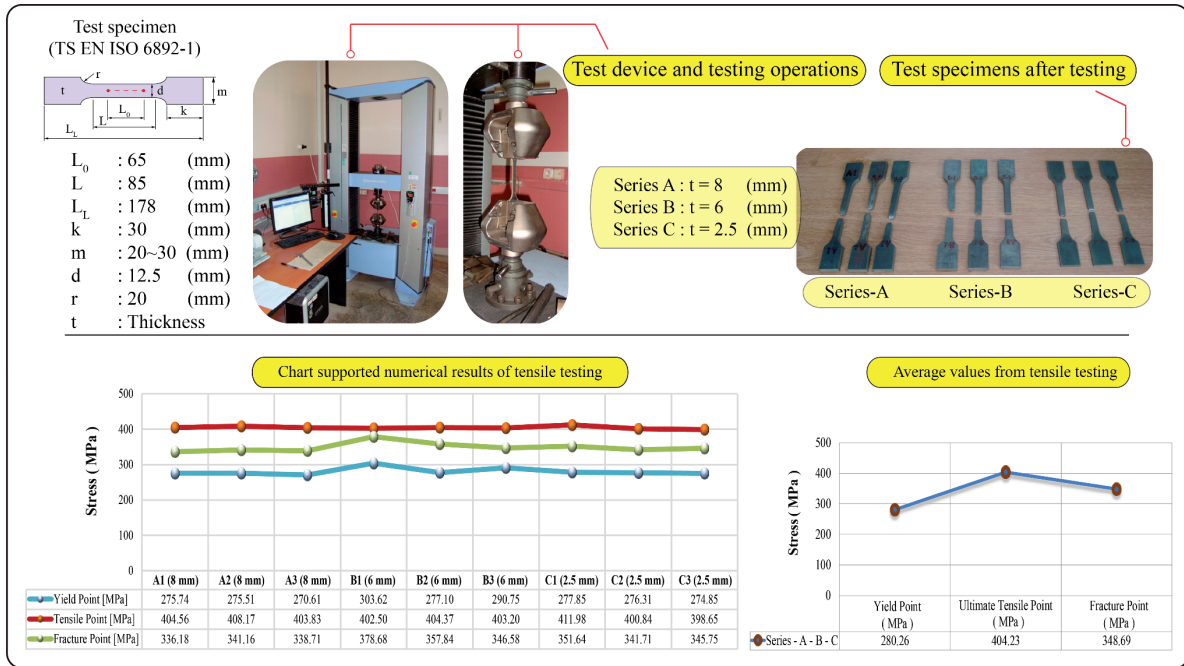 Test specimen
(TS EN ISO 6892-1)
r
t
d
m
L0
L
k
LL
L0 : 65 (mm)
L : 85 (mm)
LL : 178 (mm)
k : 30 (mm)
m : 20~30 (mm)
d : 12.5 (mm)
r : 20 (mm)
t : Thickness
Test device and testing operations
Test specimens after testing
Series A : t = 8 (mm)
Series B : t = 6 (mm)
Series C : t = 2.5 (mm)
Series-A Series-B Series-C
Chart supported numerical results of tensile testing
Stress ( MPa )
500
400
300
200
100
0
A1 (8 mm) A2 (8 mm) A3 (8 mm) B1 (6 mm) B2 (6 mm) B3 (6 mm) C1 (2.5 mm) C2 (2.5 mm) C3 (2.5 mm)
Yield Point [MPa] 275.74 275.51 270.61 303.62 277.10 290.75 277.85 276.31 274.85
Tensile Point [MPa] 404.56 408.17 403.83 402.50 404.37 403.20 411.98 400.84 398.65
Fracture Point [MPa] 336.18 341.16 338.71 378.68 357.84 346.58 351.64 341.71 345.75
Average values from tensile testing
Stress ( MPa )
500
400
300
200
100
0
Yield Point Ultimate Tensile Point Fracture Point
( MPa ) ( MPa ) ( MPa )
Series - A - B - C 280.26 404.23 348.69